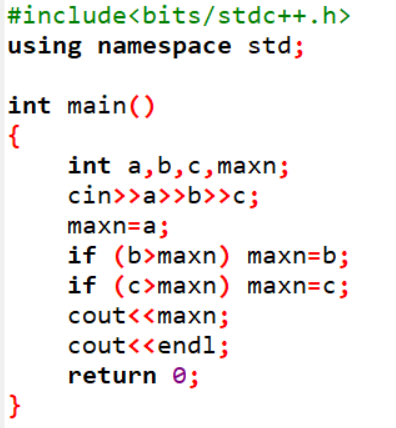 #include<bits/stdc++.h>
using namespace std;

int main()
{
    int a,b,c,maxn;
    cin>>a>>b>>c;
    maxn=a;
    if (b>maxn) maxn=b;
    if (c>maxn) maxn=c;
    cout<<maxn;
    cout<<endl;
    return 0;
}